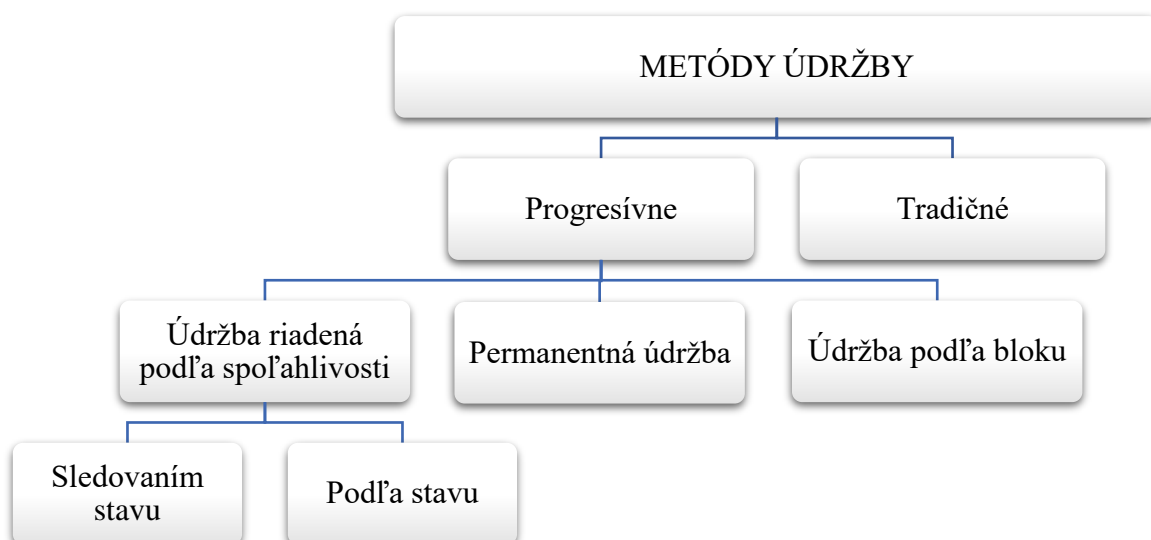 METÓDY ÚDRŽBY
Progresívne
Tradičné
Údržba riadená
podľa spoľahlivosti
Permanentná údržba
Údržba podľa bloku
Sledovaním
stavu
Podľa stavu